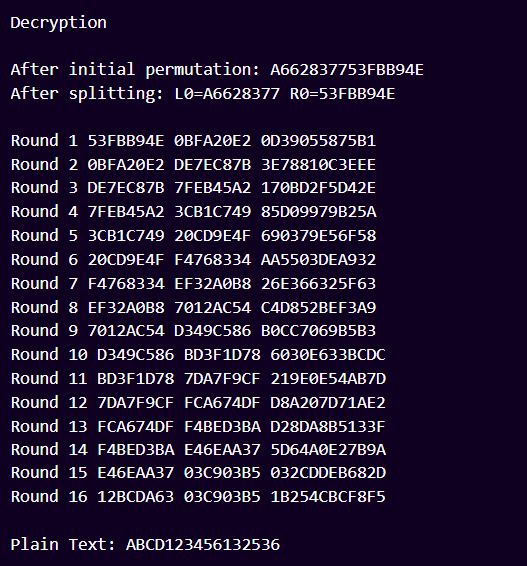 Decryption
After initial permutation: A662837753FBB94E
After splitting: L0=A6628377 R0=53FBB94E
Round 1 53FBB94E 0BFA20E2 0D39055875B1
Round 2 0BFA20E2 DE7EC87B 3E78810C3EEE
Round 3 DE7EC87B 7FEB45A2 170BD2F5D42E
Round 4 7FEB45A2 3CB1C749 85D09979B25A
Round 5 3CB1C749 20CD9E4F 690379E56F58
Round 6 20CD9E4F F4768334 AA5503DEA932
Round 7 F4768334 EF32A0B8 26E366325F63
Round 8 EF32A0B8 7012AC54 C4D852BEF3A9
Round 9 7012AC54 D349C586 B0CC7069B5B3
Round 10 D349C586 BD3F1D78 6030E633BCDC
Round 11 BD3F1D78 7DA7F9CF 219E0E54AB7D
Round 12 7DA7F9CF FCA674DF D8A207D71AE2
Round 13 FCA674DF F4BED3BA D28DA8B5133F
Round 14 F4BED3BA E46EAA37 5D64A0E27B9A
Round 15 E46EAA37 03C903B5 032CDDEB682D
Round 16 12BCDA63 03C903B5 1B254CBCF8F5
Plain Text: ABCD123456132536